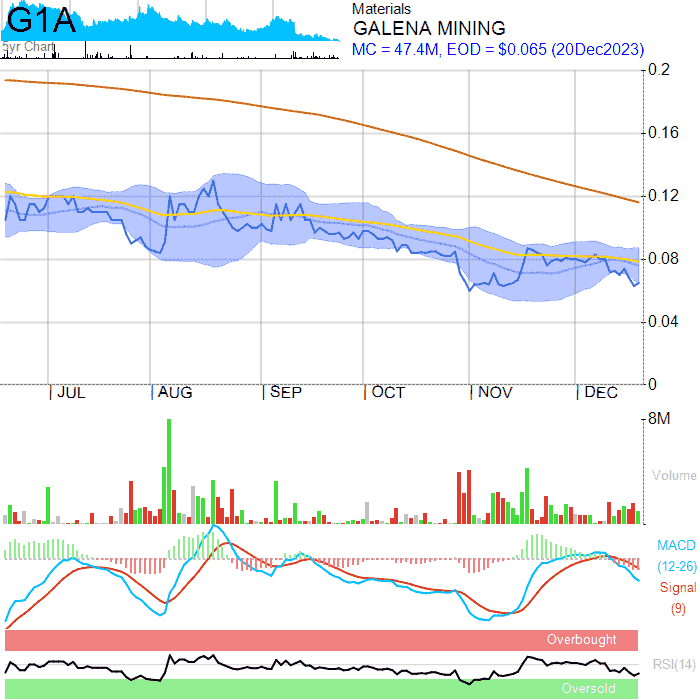 G1A
5yr Chart
Materials
GALENA MINING
MC = 47.4M, EOD = $0.065 (20Dec2023)
0.2
0.16
0.12
0.08
0.04
0
JUL AUG SEP OCT NOV DEC
8M
Volume
MACD
(12-26)
Signal
(9)
Overbought
RSI(14)
Oversold